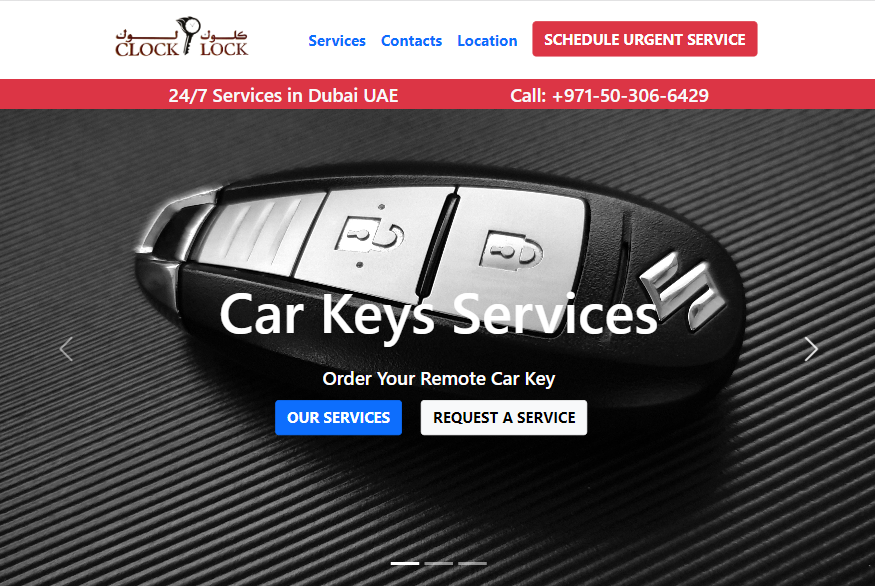 كلوك لوك
CLOCK LOCK
Services Contacts Location SCHEDULE URGENT SERVICE
24/7 Services in Dubai UAE Call: +971-50-306-6429
Car Keys Services
Order Your Remote Car Key
OUR SERVICES REQUEST A SERVICE